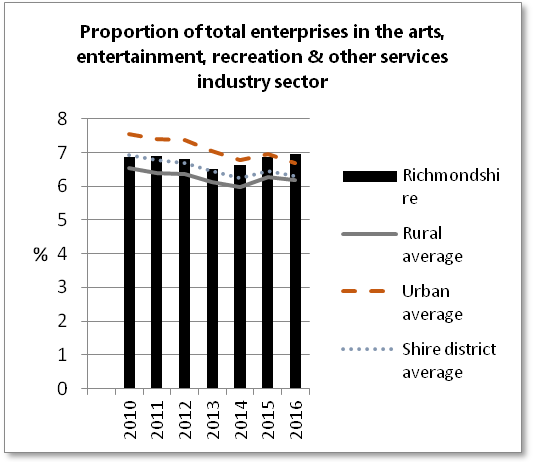 Proportion of total enterprises in the arts,
entertainment, recreation & other services
industry sector
8
7
6
5
% 4
3
2
1
0
2010 2011 2012 2013 2014 2015 2016
Richmondshi
re
Rural
average
Urban
average
Shire district
average